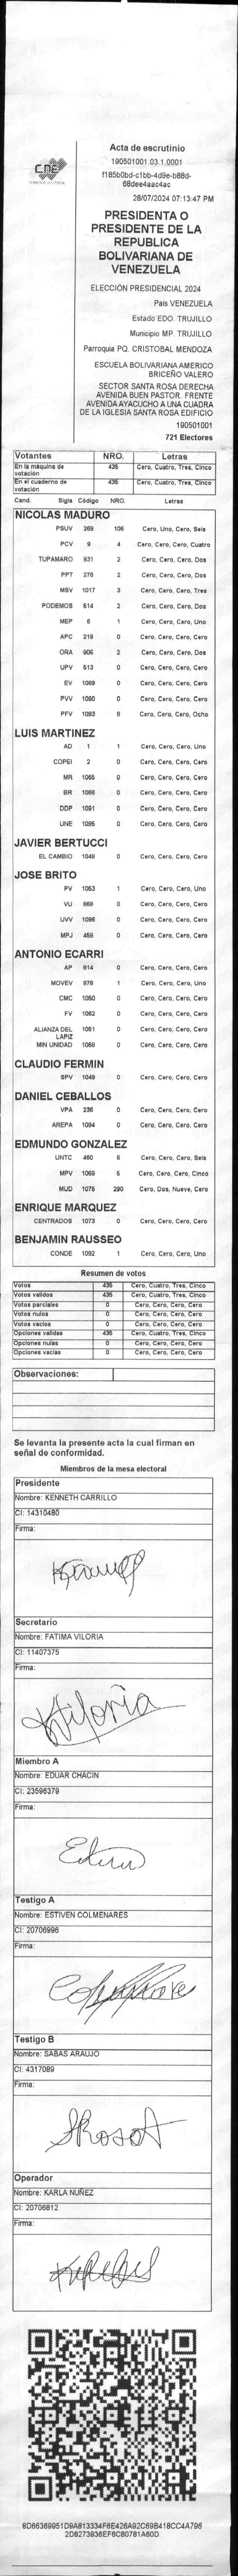 CNE
Acta de escrutinio
190501001.03.1.0001
f185b0bd-c1bb-4d9e-b88d-
68dee4aac4ac
28/07/2024 07:13:47 PM
PRESIDENTA O
PRESIDENTE DE LA
REPUBLICA
BOLIVARIANA DE
VENEZUELA
ELECCIÓN PRESIDENCIAL 2024
País VENEZUELA
Estado EDO. TRUJILLO
Municipio MP. TRUJILLO
Parroquia PQ. CRISTOBAL MENDOZA
ESCUELA BOLIVARIANA AMERICO
BRICEÑO VALERO
SECTOR SANTA ROSA DERECHA
AVENIDA BUEN PASTOR. FRENTE
AVENIDA AYACUCHO A UNA CUADRA
DE LA IGLESIA SANTA ROSA EDIFICIO
190501001
721 Electores
Votantes NRO. Letras
En la máquina de votación 435 Cero, Cuatro, Tres, Cinco
En el cuaderno de votación 435 Cero, Cuatro, Tres, Cinco
Cand. Sigla Código NRO. Letras
NICOLAS MADURO
PSUV 269 106 Cero, Uno, Cero, Seis
PCV 9 4 Cero, Cero, Cero, Cuatro
TUPAMARO 931 2 Cero, Cero, Cero, Dos
PPT 276 2 Cero, Cero, Cero, Dos
MSV 1017 3 Cero, Cero, Cero, Tres
PODEMOS 514 2 Cero, Cero, Cero, Dos
MEP 6 1 Cero, Cero, Cero, Uno
APC 219 0 Cero, Cero, Cero, Cero
ORA 906 2 Cero, Cero, Cero, Dos
UPV 513 0 Cero, Cero, Cero, Cero
EV 1089 0 Cero, Cero, Cero, Cero
PVV 1090 0 Cero, Cero, Cero, Cero
PFV 1093 8 Cero, Cero, Cero, Ocho
LUIS MARTINEZ
AD 1 1 Cero, Cero, Cero, Uno
COPEI 2 0 Cero, Cero, Cero, Cero
MR 1065 0 Cero, Cero, Cero, Cero
BR 1066 0 Cero, Cero, Cero, Cero
DDP 1091 0 Cero, Cero, Cero, Cero
UNE 1095 0 Cero, Cero, Cero, Cero
JAVIER BERTUCCI
EL CAMBIO 1048 0 Cero, Cero, Cero, Cero
JOSE BRITO
PV 1053 1 Cero, Cero, Cero, Uno
VU 868 0 Cero, Cero, Cero, Cero
UVV 1096 0 Cero, Cero, Cero, Cero
MPJ 458 0 Cero, Cero, Cero, Cero
ANTONIO ECARRI
AP 814 0 Cero, Cero, Cero, Cero
MOVEV 878 1 Cero, Cero, Cero, Uno
CMC 1050 0 Cero, Cero, Cero, Cero
FV 1062 0 Cero, Cero, Cero, Cero
ALIANZA DEL LAPIZ 1051 0 Cero, Cero, Cero, Cero
MIN UNIDAD 1068 0 Cero, Cero, Cero, Cero
CLAUDIO FERMIN
SPV 1049 0 Cero, Cero, Cero, Cero
DANIEL CEBALLOS
VPA 236 0 Cero, Cero, Cero, Cero
AREPA 1094 0 Cero, Cero, Cero, Cero
EDMUNDO GONZALEZ
UNTC 460 6 Cero, Cero, Cero, Seis
MPV 1069 5 Cero, Cero, Cero, Cinco
MUD 1075 290 Cero, Dos, Nueve, Cero
ENRIQUE MARQUEZ
CENTRADOS 1073 0 Cero, Cero, Cero, Cero
BENJAMIN RAUSSEO
CONDE 1092 1 Cero, Cero, Cero, Uno
Resumen de votos
Votos 435 Cero, Cuatro, Tres, Cinco
Votos validos 435 Cero, Cuatro, Tres, Cinco
Votos parciales 0 Cero, Cero, Cero, Cero
Votos nulos 0 Cero, Cero, Cero, Cero
Votos vacios 0 Cero, Cero, Cero, Cero
Opciones validas 435 Cero, Cuatro, Tres, Cinco
Opciones nulas 0 Cero, Cero, Cero, Cero
Opciones vacias 0 Cero, Cero, Cero, Cero
Observaciones:
Se levanta la presente acta la cual firman en
señal de conformidad.
Miembros de la mesa electoral
Presidente
Nombre: KENNETH CARRILLO
CI: 14310480
Firma:
Secretario
Nombre: FATIMA VILORIA
CI: 11407375
Firma:
Viloria
Miembro A
Nombre: EDUAR CHACIN
CI: 23596379
Firma:
Testigo A
Nombre: ESTIVEN COLMENARES
CI: 20706996
Firma:
Testigo B
Nombre: SABAS ARAUJO
CI: 4317089
Firma:
Operador
Nombre: KARLA NUÑEZ
CI: 20706812
Firma:
8D66369951D9A813334F6E426A92C69B418CC4A796
2D8273936EF6C80781A60D